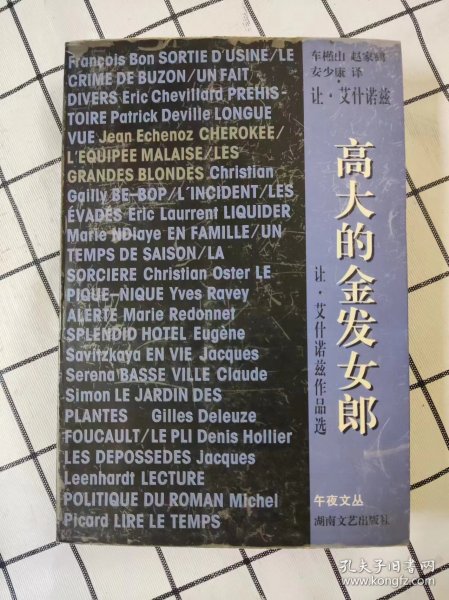 François Bon SORTIE D'USINE/LE
CRIME DE BUZON/UN FAIT
DIVERS Eric Chevillard PREHIS-
TOIRE Patrick Deville LONGUE
VUE Jean Echenoz CHEROKEE/
L'EQUIPEE MALAISE/LES
GRANDES BLONDES Christian
Gailly BE-BOP/L'INCIDENT/LES
ÉVADÉS Eric Laurrent LIQUIDER
Marie NDiaye EN FAMILLE/UN
TEMPS DE SAISON/LA
SORCIERE Christian Oster LE
PIQUE-NIQUE Yves Ravey
ALERTE Marie Redonnet
SPLENDID HOTEL Eugène
Savitzkaya EN VIE Jacques
Serena BASSE VILLE Claude
Simon LE JARDIN DES
PLANTES Gilles Deleuze
FOUCAULT/LE PLI Denis Hollier
LES DEPOSSEDES Jacques
Leenhardt LECTURE
POLITIQUE DU ROMAN Michel
Picard LIRE LE TEMPS
车槿山 赵家鹤
安少康 译
让·艾什诺兹
高大的金发女郎
让·艾什诺兹作品选
午夜文丛
湖南文艺出版社
孔夫子旧书网
www.kongfz.com